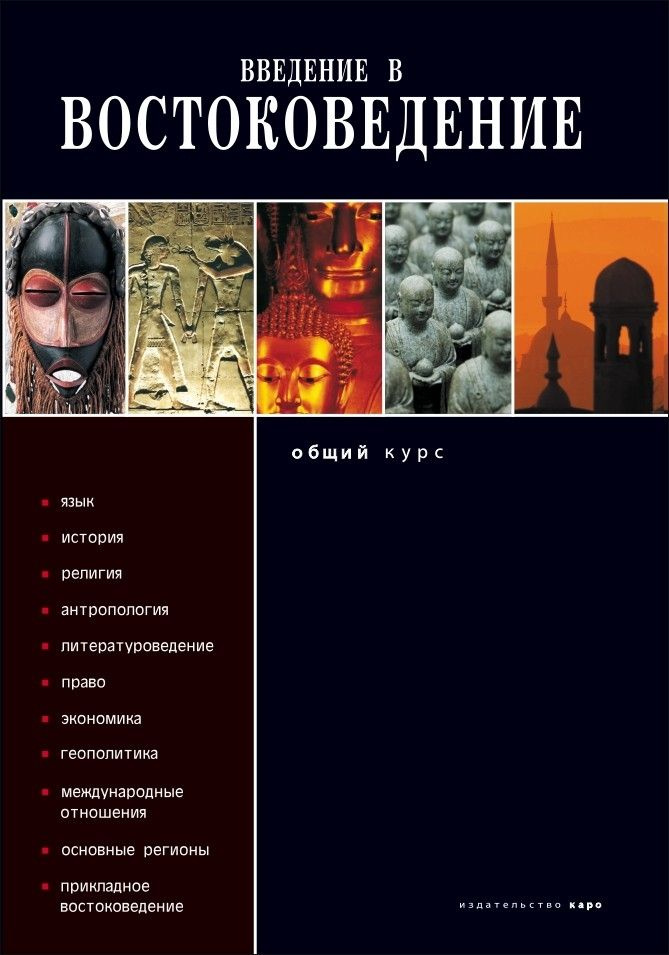 ВВЕДЕНИЕ В
ВОСТОКОВЕДЕНИЕ
общий курс
язык
история
религия
антропология
литературоведение
право
экономика
геополитика
международные
отношения
основные регионы
прикладное
востоковедение
издательство каро